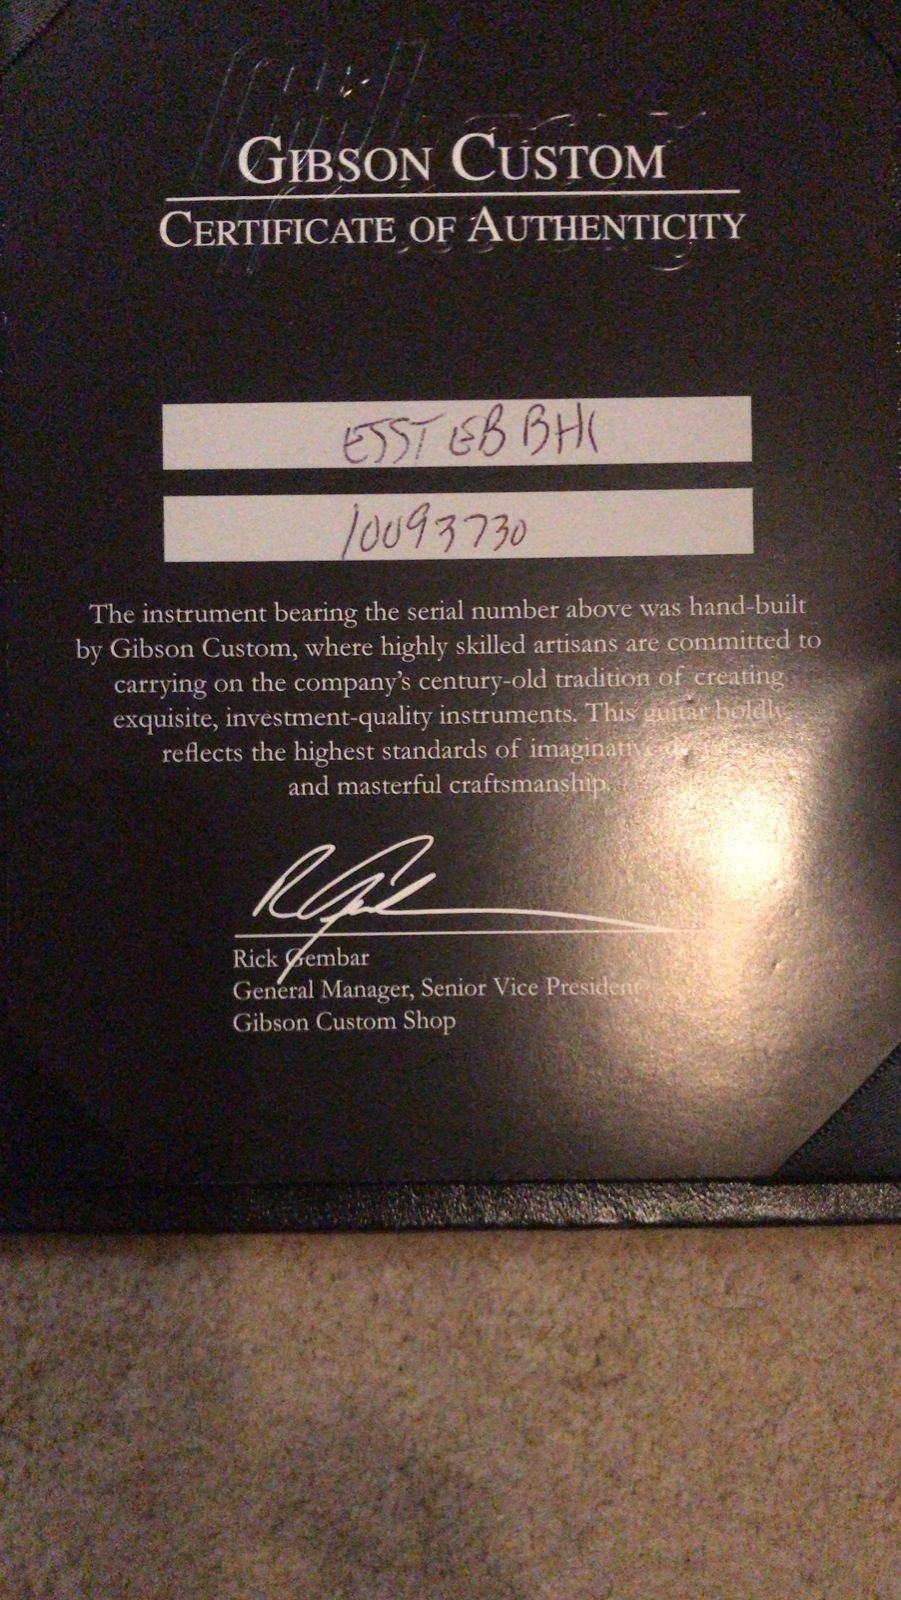 GIBSON CUSTOM
CERTIFICATE OF AUTHENTICITY
ESST EB BH
10093730
The instrument bearing the serial number above was hand-built
by Gibson Custom, where highly skilled artisans are committed to
carrying on the company's century-old tradition of creating
exquisite, investment-quality instruments. This guitar boldly
reflects the highest standards of imaginative
and masterful craftsmanship.
Rick Gembar
General Manager, Senior Vice President
Gibson Custom Shop